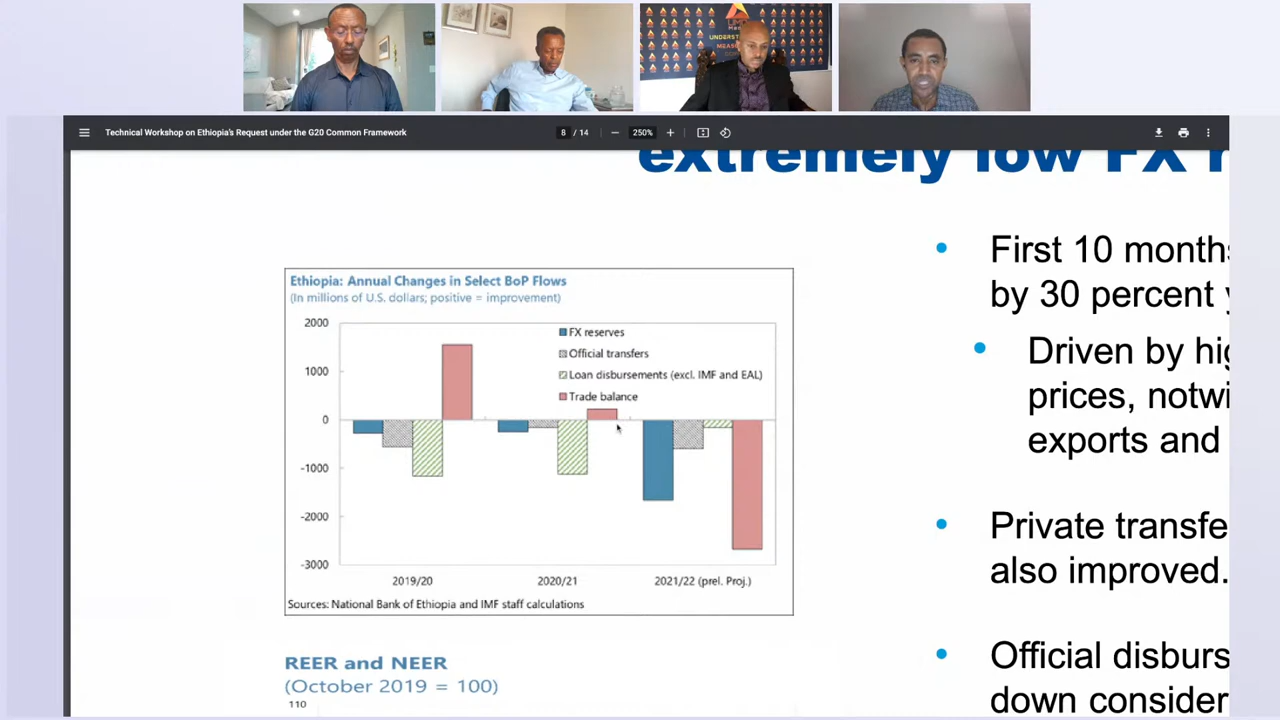 UNDERSTA
MEASU
Technical Workshop on Ethiopia's Request under the G20 Common Framework
8 / 14
250%
extremely low FX r
Ethiopia: Annual Changes in Select BoP Flows
(In millions of U.S. dollars; positive = improvement)
2000
1000
0
-1000
-2000
-3000
FX reserves
Official transfers
Loan disbursements (excl. IMF and EAL)
Trade balance
2019/20
2020/21
2021/22 (prel. Proj.)
Sources: National Bank of Ethiopia and IMF staff calculations
REER and NEER
(October 2019 = 100)
110
• First 10 months
by 30 percent y
• Driven by hig
prices, notwi
exports and
• Private transfe
also improved.
• Official disburs
down consider